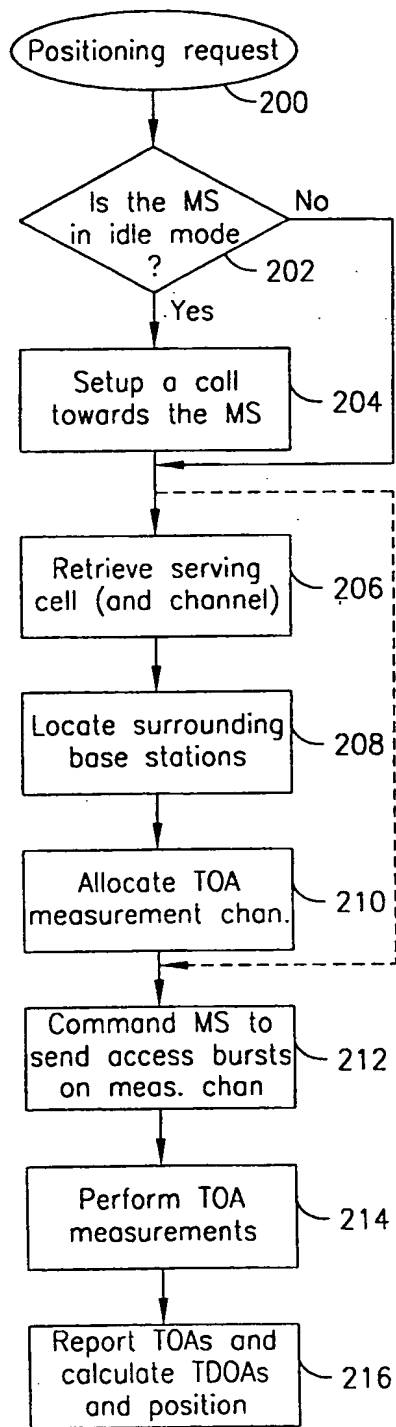 Positioning request
200
Is the MS
in idle mode
?
No
202
Yes
Setup a call
towards the MS
204
Retrieve serving
cell (and channel)
206
Locate surrounding
base stations
208
Allocate TOA
measurement chan.
210
Command MS to
send access bursts
on meas. chan
212
Perform TOA
measurements
214
Report TOAs and
calculate TDOAs
and position
216